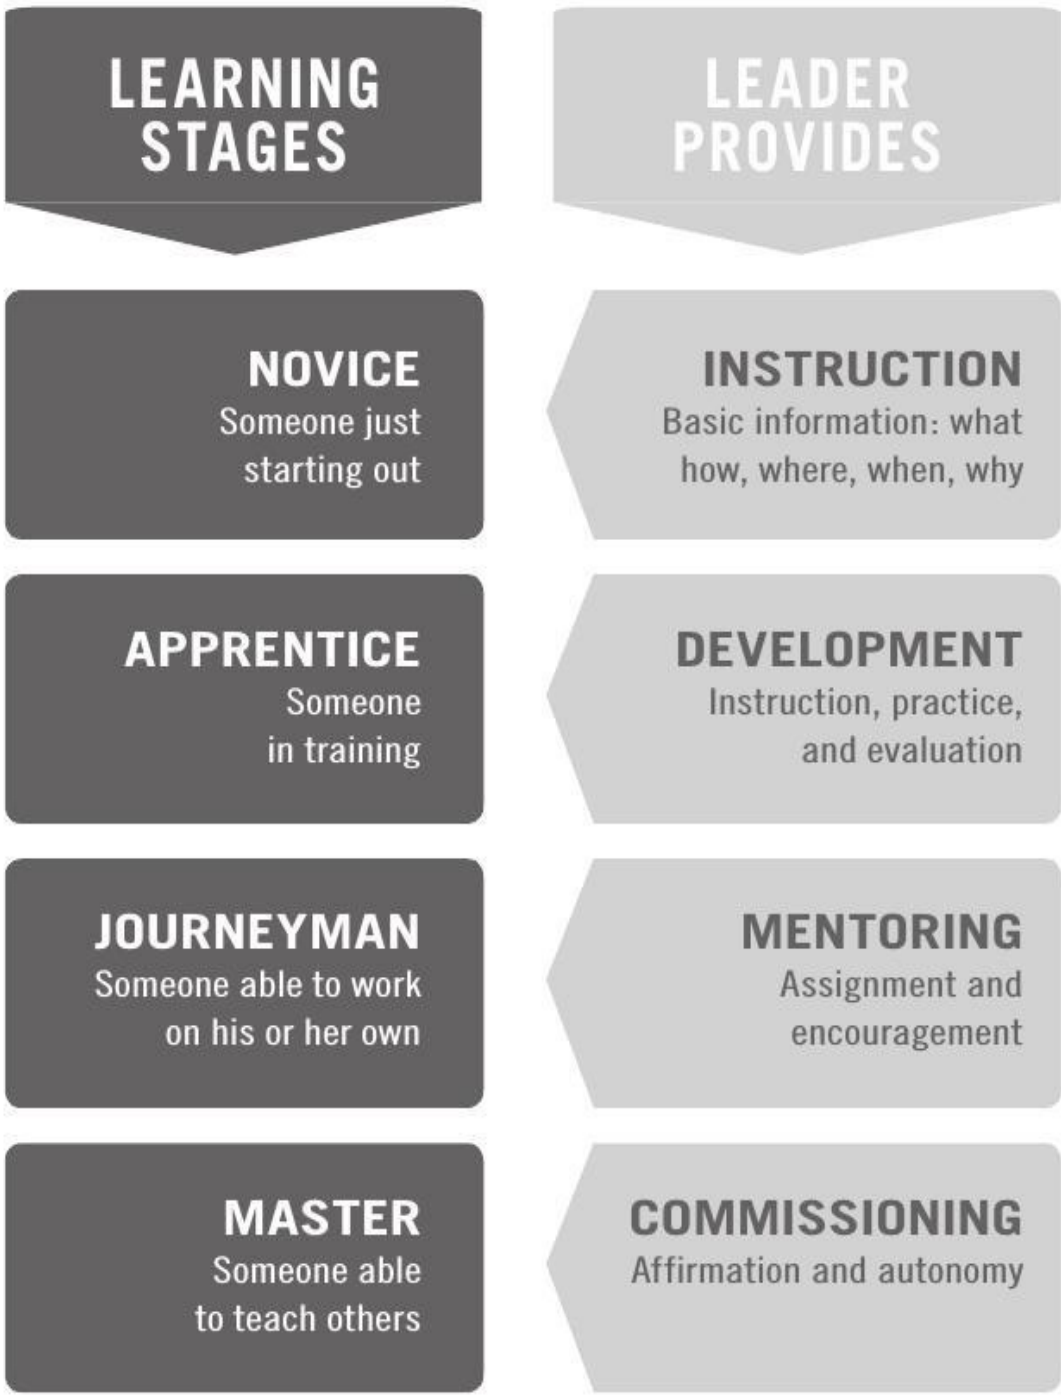 LEARNING
STAGES
LEADER
PROVIDES
NOVICE
Someone just
starting out
INSTRUCTION
Basic information: what
how, where, when, why
APPRENTICE
Someone
in training
DEVELOPMENT
Instruction, practice,
and evaluation
JOURNEYMAN
Someone able to work
on his or her own
MENTORING
Assignment and
encouragement
MASTER
Someone able
to teach others
COMMISSIONING
Affirmation and autonomy